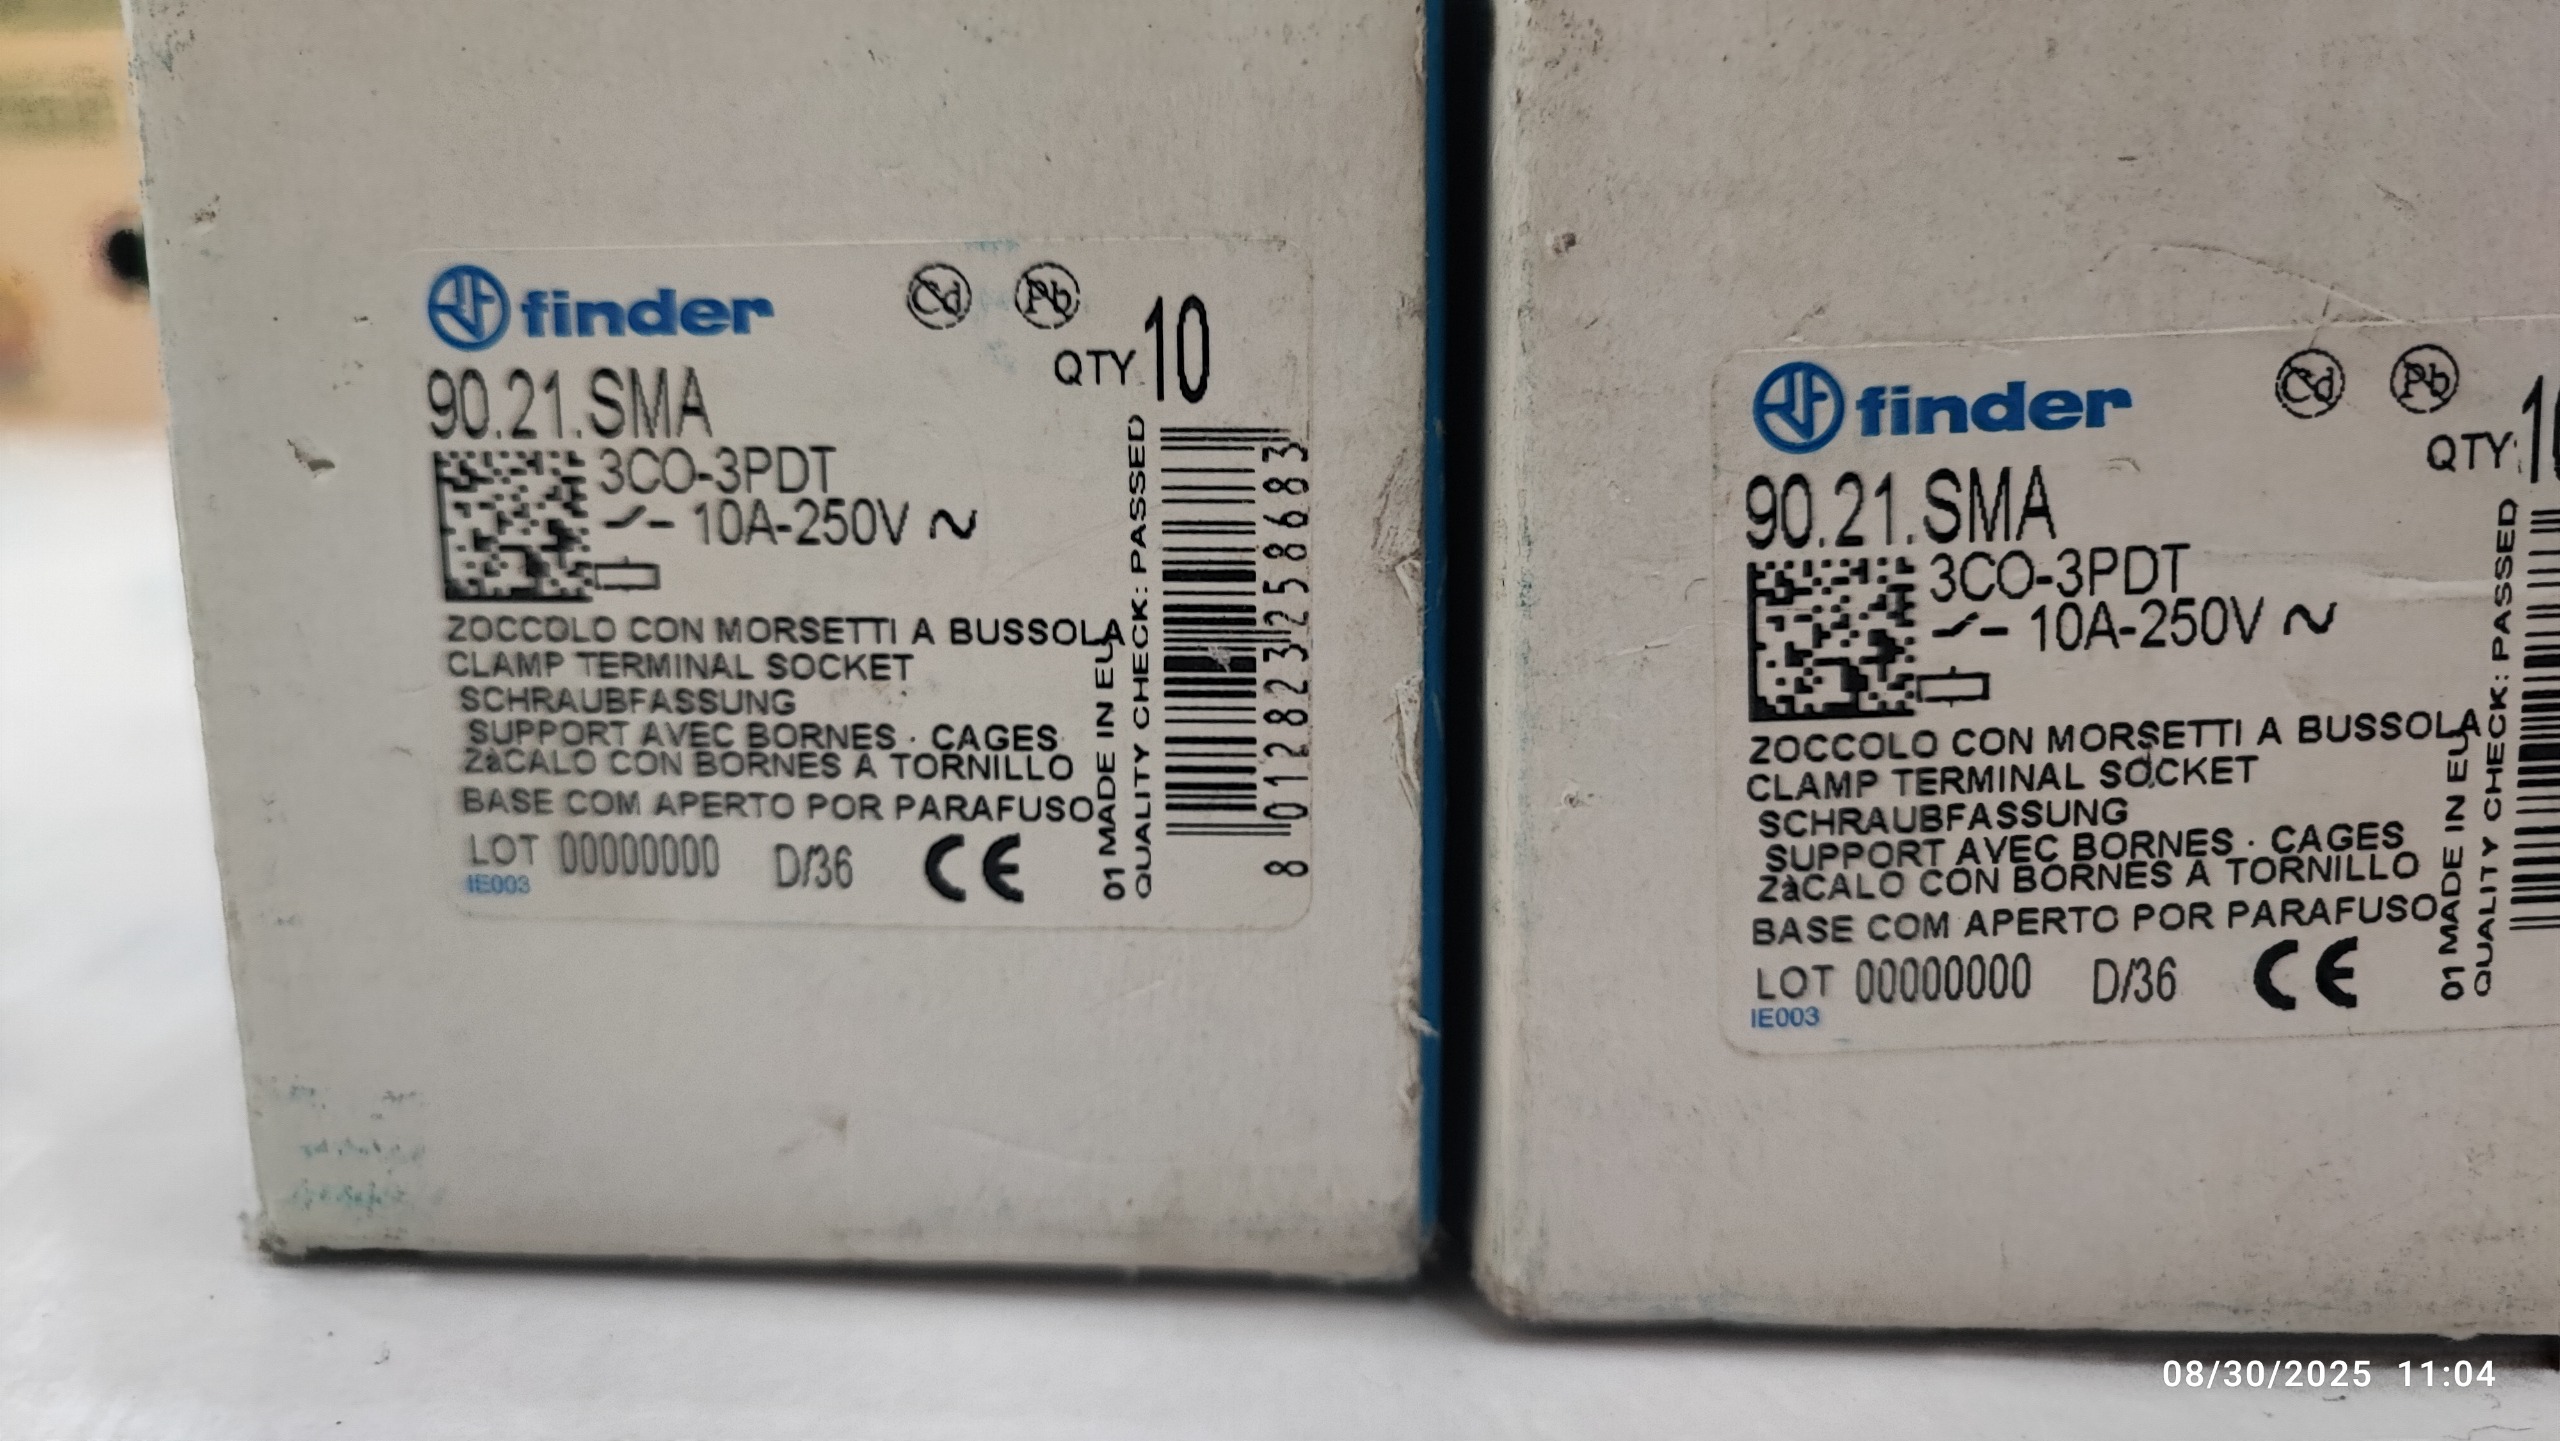 finder
Cd Pb
QTY. 10
90.21.SMA
3CO-3PDT
10A-250V ~
ZOCCOLO CON MORSETTI A BUSSOLA
CLAMP TERMINAL SOCKET
SCHRAUBFASSUNG
SUPPORT AVEC BORNES · CAGES
ZàCALO CON BORNES A TORNILLO
BASE COM APERTO POR PARAFUSO
LOT 00000000 D/36 CE
IE003
01 MADE IN EU
QUALITY CHECK: PASSED
8 012823 258683
finder
Cd Pb
QTY: 10
90.21.SMA
3CO-3PDT
10A-250V ~
ZOCCOLO CON MORSETTI A BUSSOLA
CLAMP TERMINAL SOCKET
SCHRAUBFASSUNG
SUPPORT AVEC BORNES · CAGES
ZàCALO CON BORNES A TORNILLO
BASE COM APERTO POR PARAFUSO
LOT 00000000 D/36 CE
IE003
01 MADE IN EU
QUALITY CHECK: PASSED
08/30/2025 11:04